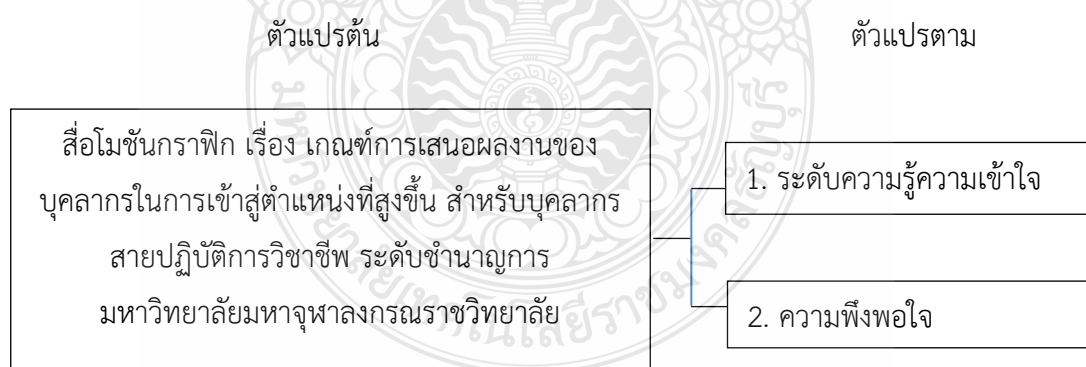 ตัวแปรต้น
ตัวแปรตาม
สื่อโมชันกราฟิก เรื่อง เกณฑ์การเสนอผลงานของ
บุคลากรในการเข้าสู่ตำแหน่งที่สูงขึ้น สำหรับบุคลากร
สายปฏิบัติการวิชาชีพ ระดับชำนาญการ
มหาวิทยาลัยมหาจุฬาลงกรณราชวิทยาลัย
1. ระดับความรู้ความเข้าใจ
2. ความพึงพอใจ